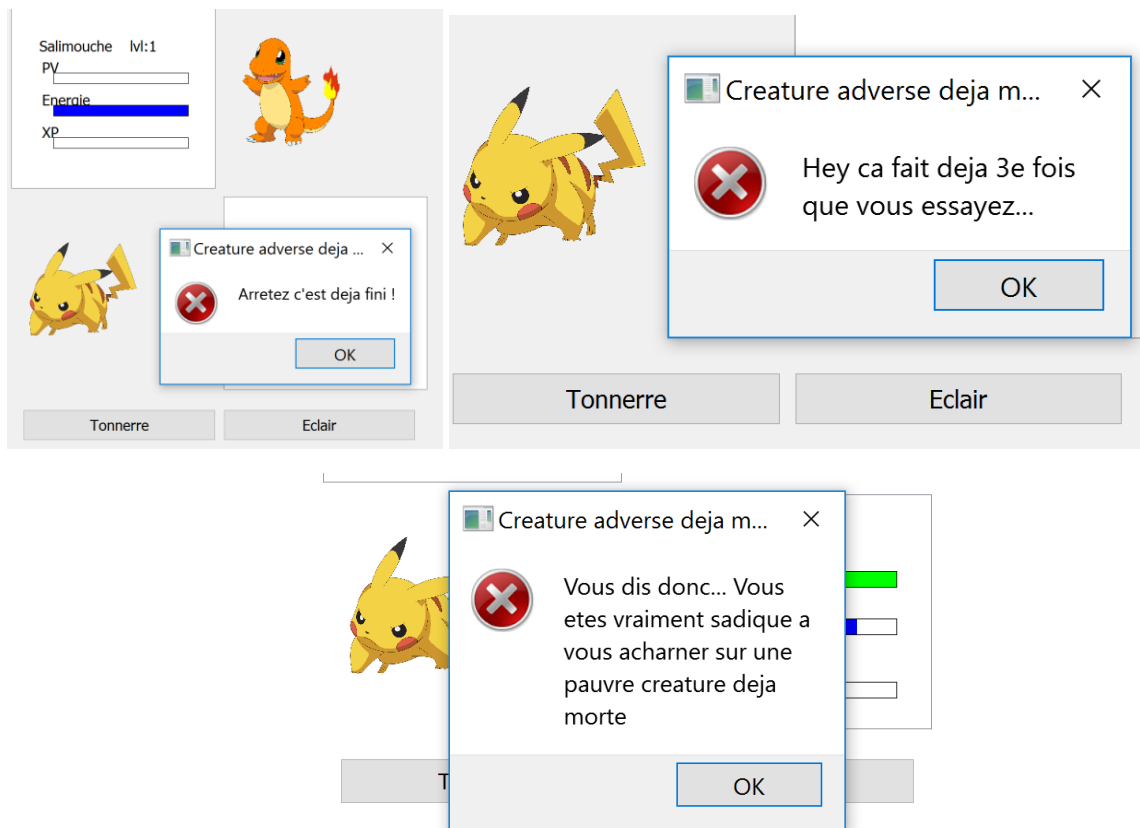 Salimouche lvl:1
PV
Energie
XP
Creature adverse deja ...
Arretez c'est deja fini !
OK
Tonnerre
Eclair
Creature adverse deja m...
Hey ca fait deja 3e fois
que vous essayez...
OK
Tonnerre
Eclair
Creature adverse deja m...
Vous dis donc... Vous
etes vraiment sadique a
vous acharner sur une
pauvre creature deja
morte
OK
T